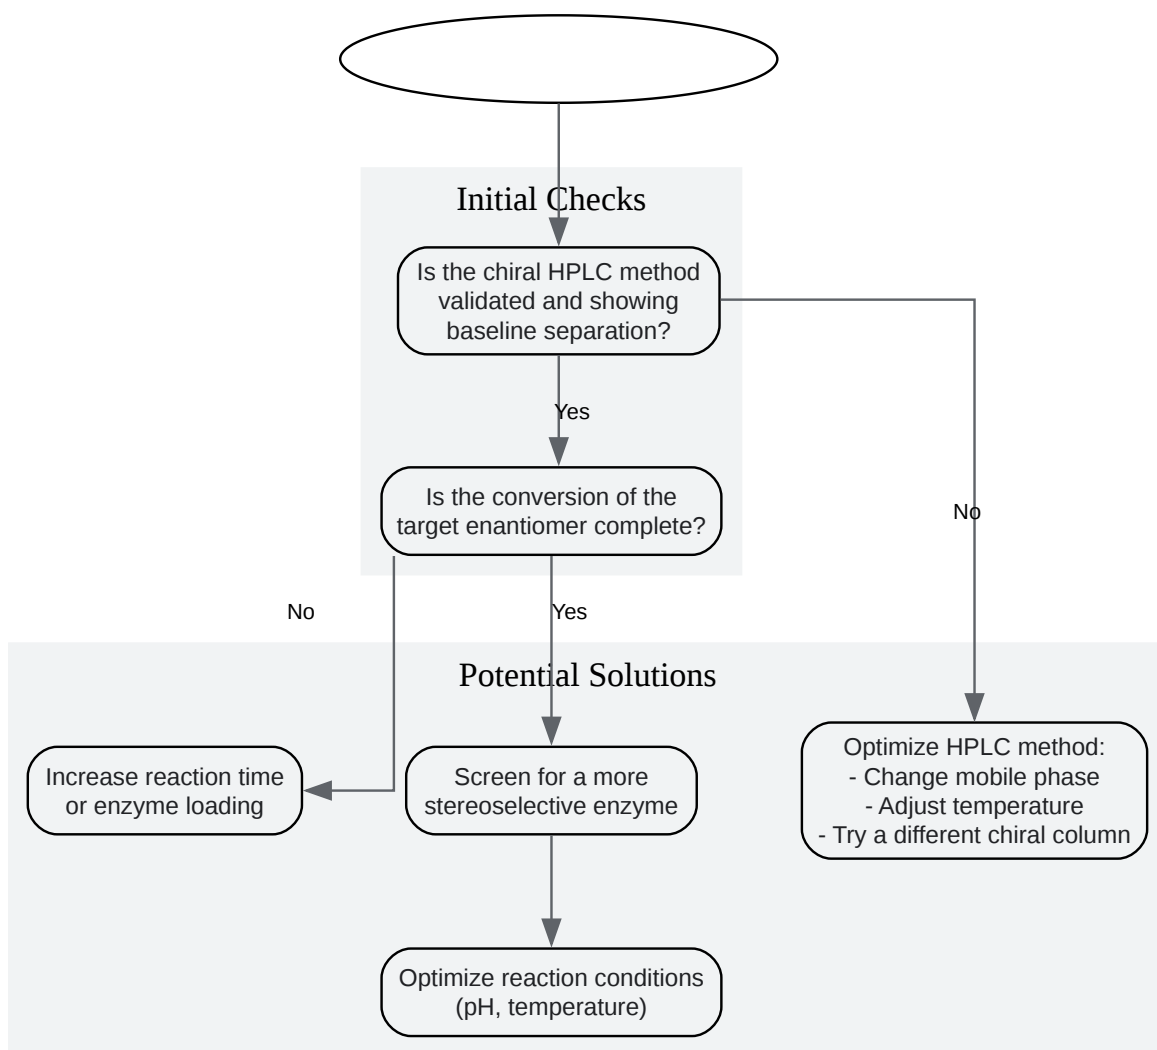 Initial Checks
Is the chiral HPLC method
validated and showing
baseline separation?
Yes
Is the conversion of the
target enantiomer complete?
No
No
Yes
Potential Solutions
Increase reaction time
or enzyme loading
Screen for a more
stereoselective enzyme
Optimize HPLC method:
- Change mobile phase
- Adjust temperature
- Try a different chiral column
Optimize reaction conditions
(pH, temperature)